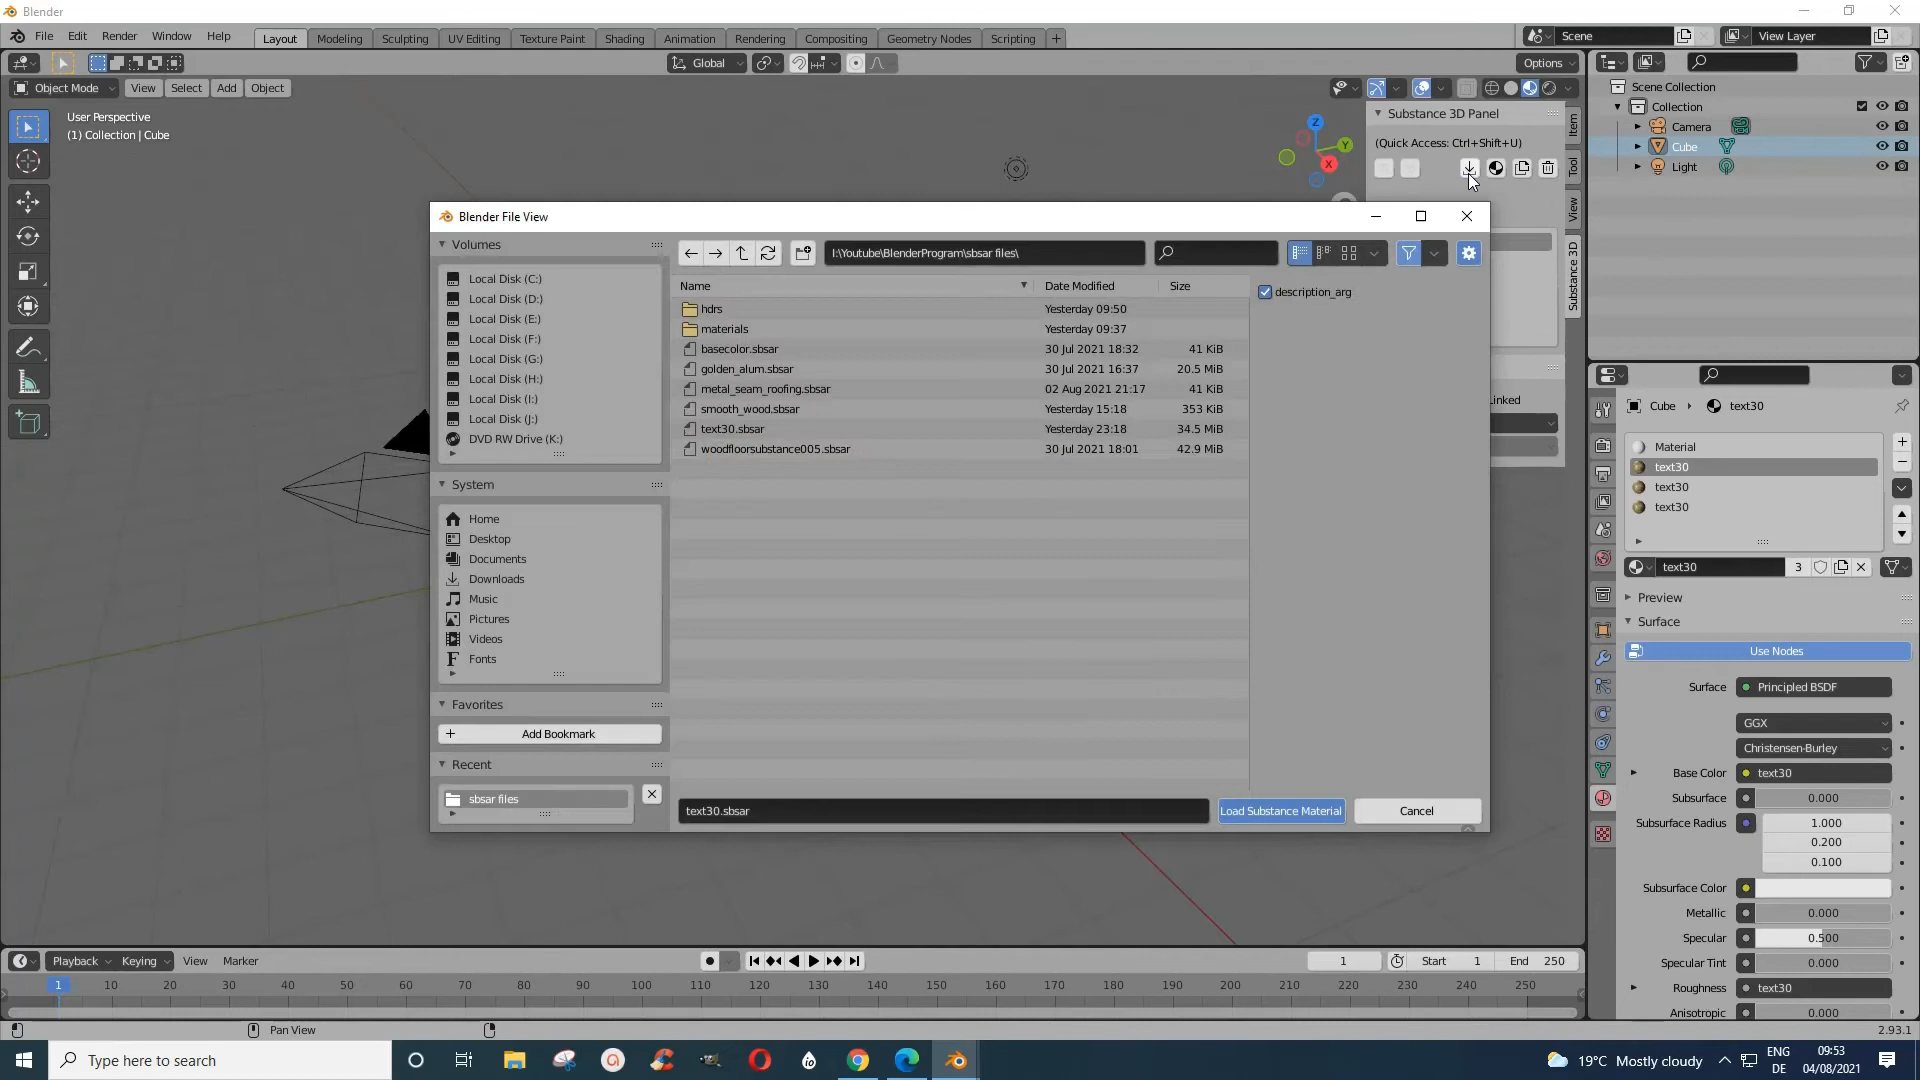 Blender
File Edit Render Window Help Layout Modeling Sculpting UV Editing Texture Paint Shading Animation Rendering Compositing Geometry Nodes Scripting + Scene View Layer
Global Options
Object Mode View Select Add Object
User Perspective
(1) Collection | Cube
Z
Y
X
Substance 3D Panel
(Quick Access: Ctrl+Shift+U)
Linked
Item
Tool
View
Substance 3D
Scene Collection
Collection
Camera
Cube
Light
Blender File View
Volumes
Local Disk (C:)
Local Disk (D:)
Local Disk (E:)
Local Disk (F:)
Local Disk (G:)
Local Disk (H:)
Local Disk (I:)
Local Disk (J:)
DVD RW Drive (K:)
System
Home
Desktop
Documents
Downloads
Music
Pictures
Videos
Fonts
Favorites
+ Add Bookmark
Recent
sbsar files
I:\Youtube\BlenderProgram\sbsar files\
Name Date Modified Size
hdrs Yesterday 09:50
materials Yesterday 09:37
basecolor.sbsar 30 Jul 2021 18:32 41 KiB
golden_alum.sbsar 30 Jul 2021 16:37 20.5 MiB
metal_seam_roofing.sbsar 02 Aug 2021 21:17 41 KiB
smooth_wood.sbsar Yesterday 15:18 353 KiB
text30.sbsar Yesterday 23:18 34.5 MiB
woodfloorsubstance005.sbsar 30 Jul 2021 18:01 42.9 MiB
description_arg
text30.sbsar Load Substance Material Cancel
Cube text30
Material
text30
text30
text30
text30 3
Preview
Surface
Use Nodes
Surface Principled BSDF
GGX
Christensen-Burley
Base Color text30
Subsurface 0.000
Subsurface Radius 1.000
0.200
0.100
Subsurface Color
Metallic 0.000
Specular 0.500
Specular Tint 0.000
Roughness text30
Anisotropic 0.000
Playback Keying View Marker 1 Start 1 End 250
1 10 20 30 40 50 60 70 80 90 100 110 120 130 140 150 160 170 180 190 200 210 220 230 240 250
Pan View 2.93.1
Type here to search io 19°C Mostly cloudy
ENG 09:53
DE 04/08/2021